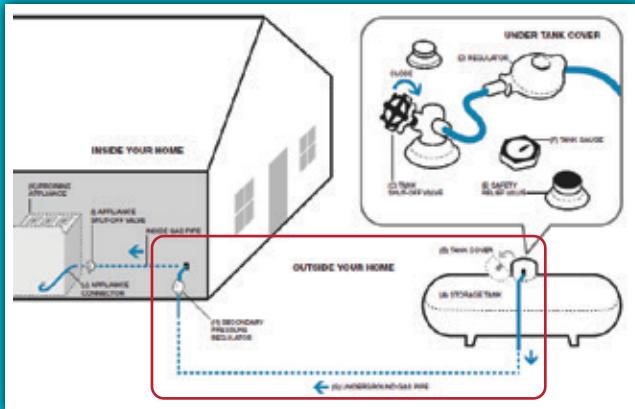 UNDER TANK COVER
(D) REGULATOR
CLOSE
(F) TANK GAUGE
(C) TANK
SHUT-OFF VALVE
(E) SAFETY
RELIEF VALVE
INSIDE YOUR HOME
APPLIANCE
(I) APPLIANCE
SHUT-OFF VALVE
INSIDE GAS PIPE
(J) APPLIANCE
CONNECTOR
OUTSIDE YOUR HOME
(B) TANK COVER
(A) STORAGE TANK
(H) SECONDARY
PRESSURE
REGULATOR
(G) UNDERGROUND GAS PIPE